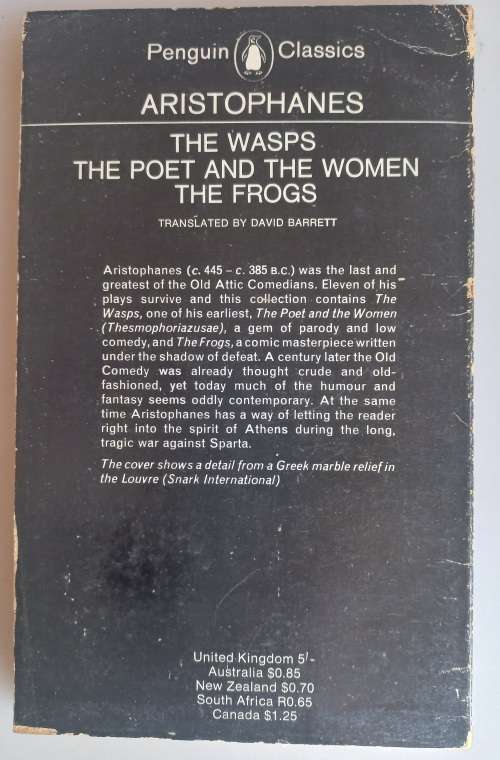 Penguin Classics
ARISTOPHANES
THE WASPS
THE POET AND THE WOMEN
THE FROGS
TRANSLATED BY DAVID BARRETT
Aristophanes (c. 445 – c. 385 B.C.) was the last and
greatest of the Old Attic Comedians. Eleven of his
plays survive and this collection contains The
Wasps, one of his earliest, The Poet and the Women
(Thesmophoriazusae), a gem of parody and low
comedy, and The Frogs, a comic masterpiece written
under the shadow of defeat. A century later the Old
Comedy was already thought crude and old-
fashioned, yet today much of the humour and
fantasy seems oddly contemporary. At the same
time Aristophanes has a way of letting the reader
right into the spirit of Athens during the long,
tragic war against Sparta.
The cover shows a detail from a Greek marble relief in
the Louvre (Snark International)
United Kingdom 5/-
Australia $0.85
New Zealand $0.70
South Africa R0.65
Canada $1.25